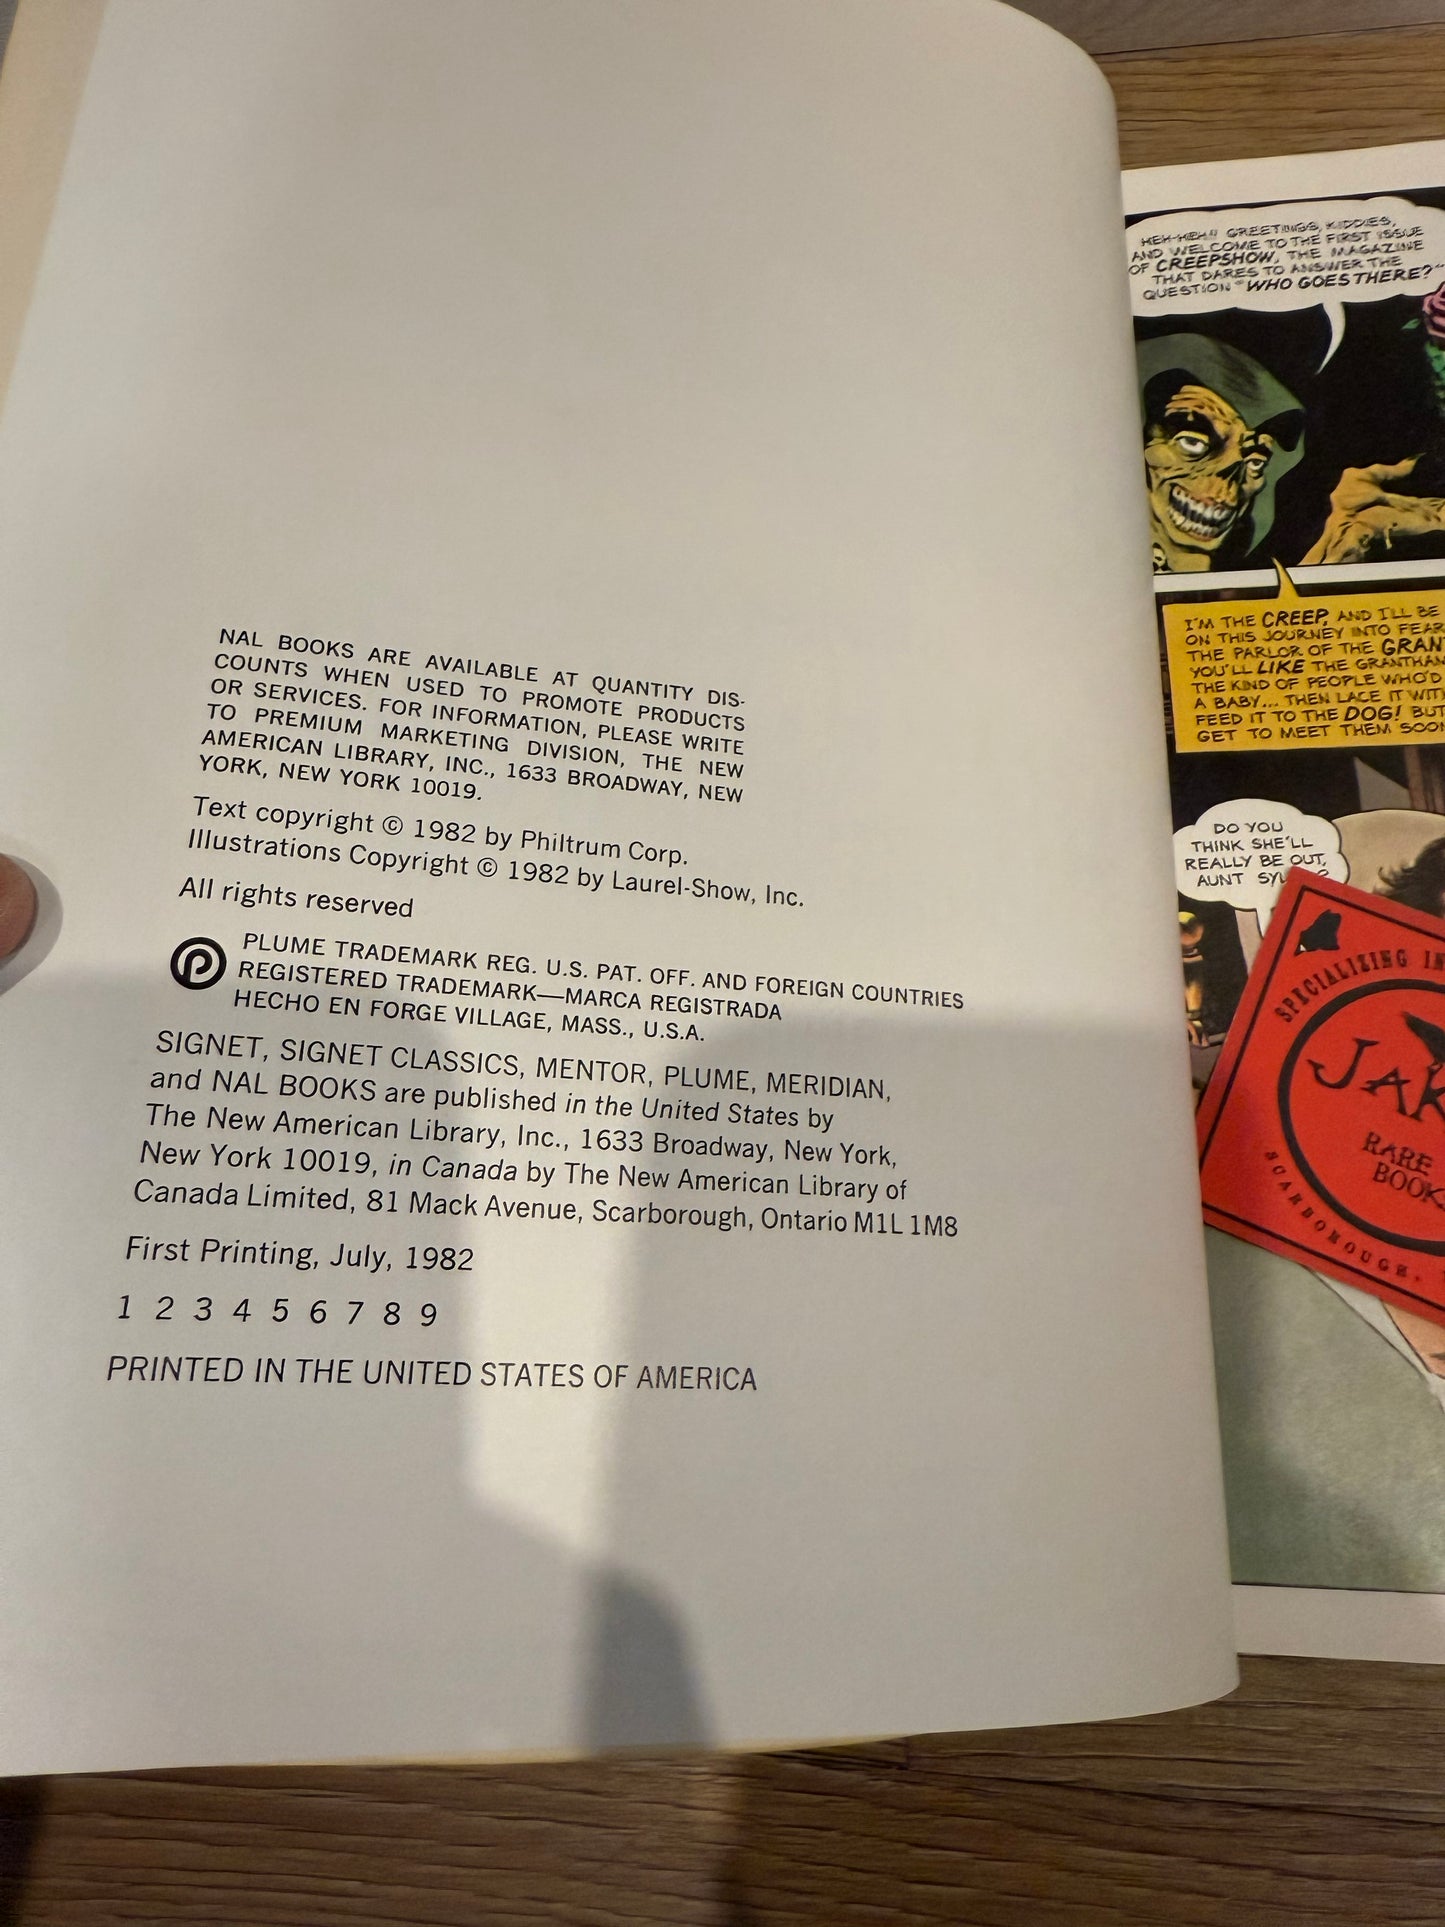 NAL BOOKS ARE AVAILABLE AT QUANTITY DIS-
COUNTS WHEN USED TO PROMOTE PRODUCTS
OR SERVICES. FOR INFORMATION, PLEASE WRITE
TO PREMIUM MARKETING DIVISION, THE NEW
AMERICAN LIBRARY, INC., 1633 BROADWAY, NEW
YORK, NEW YORK 10019.
Text copyright © 1982 by Philtrum Corp.
Illustrations Copyright © 1982 by Laurel-Show, Inc.
All rights reserved
PLUME TRADEMARK REG. U.S. PAT. OFF. AND FOREIGN COUNTRIES
REGISTERED TRADEMARK—MARCA REGISTRADA
HECHO EN FORGE VILLAGE, MASS., U.S.A.
SIGNET, SIGNET CLASSICS, MENTOR, PLUME, MERIDIAN,
and NAL BOOKS are published in the United States by
The New American Library, Inc., 1633 Broadway, New York,
New York 10019, in Canada by The New American Library of
Canada Limited, 81 Mack Avenue, Scarborough, Ontario M1L 1M8
First Printing, July, 1982
1 2 3 4 5 6 7 8 9
PRINTED IN THE UNITED STATES OF AMERICA
HEH-HEH!! GREETINGS, KIDDIES,
AND WELCOME TO THE FIRST ISSUE
OF CREEPSHOW, THE MAGAZINE
THAT DARES TO ANSWER THE
QUESTION "WHO GOES THERE?"
I'M THE CREEP, AND I'LL BE
ON THIS JOURNEY INTO FEAR
THE PARLOR OF THE GRAN
YOU'LL LIKE THE GRANTHAM
THE KIND OF PEOPLE WHO'D
A BABY... THEN LACE IT WIT
FEED IT TO THE DOG! BUT
GET TO MEET THEM SOON
DO YOU
THINK SHE'LL
REALLY BE OUT,
AUNT
SPECIALIZING IN
JAK
RARE
BOOK
SCARBOROUGH,